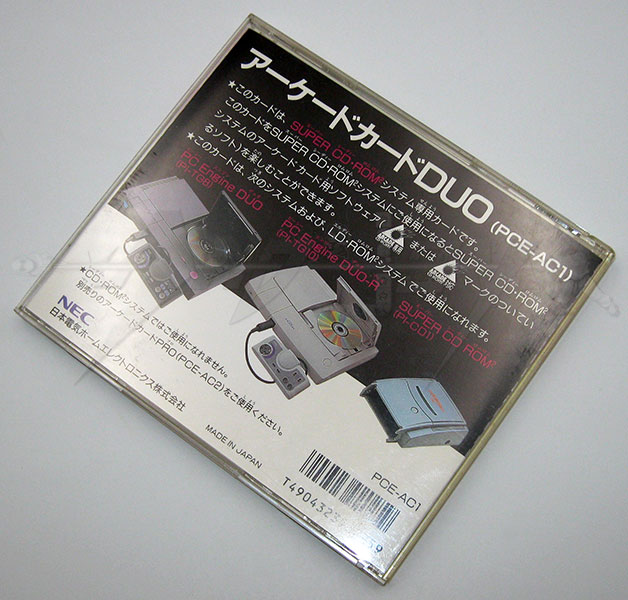 アーケードカードDUO (PCE-AC1)
★このカードは、SUPER CD・ROM²システム専用カードです。
このカードをSUPER CD・ROM²システムにご使用になるとSUPER CD・ROM²
システムのアーケードカード用ソフトウェア( または マークのついてい
るソフト)を楽しむことができます。
★このカードは、次のシステムおよび、LD・ROM²システムでご使用になれます。
PC Engine DUO
(PI-TG8)
PC Engine DUO-R
(PI-TG10)
SUPER CD ROM²
(PI-CD1)
★CD・ROM²システムではご使用になれません。
別売りのアーケードカードPRO(PCE-AC2)をご使用ください。
NEC
日本電気ホームエレクトロニクス株式会社
MADE IN JAPAN
PCE-AC1
T4904323